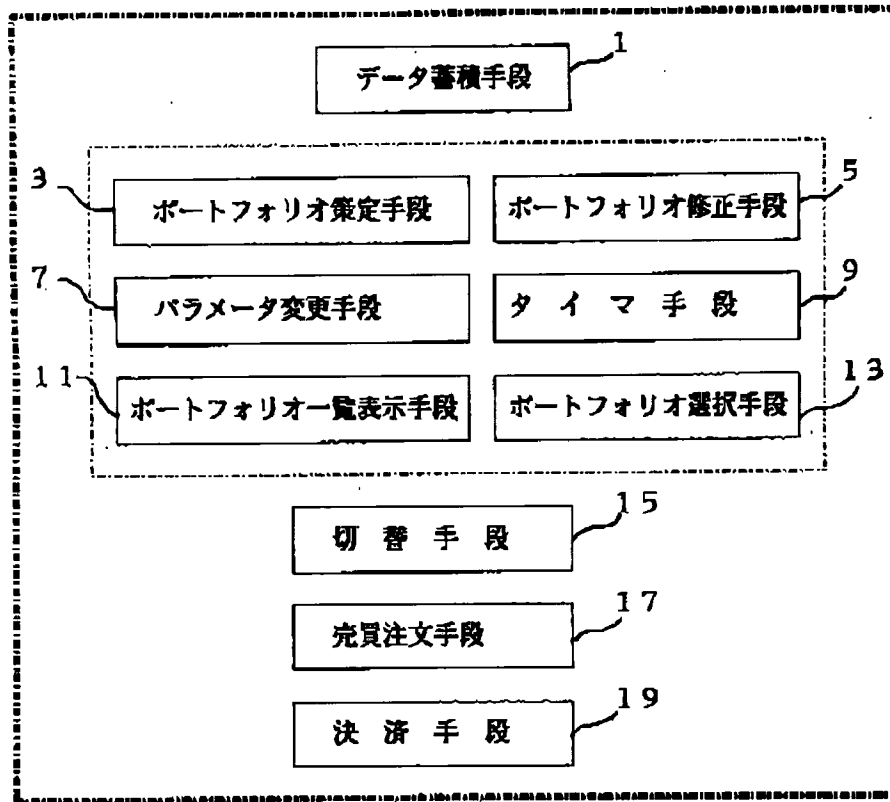 1
データ蓄積手段
3
ポートフォリオ策定手段
5
ポートフォリオ修正手段
7
パラメータ変更手段
9
タイマ手段
11
ポートフォリオ一覧表示手段
13
ポートフォリオ選択手段
15
切替手段
17
売買注文手段
19
決済手段